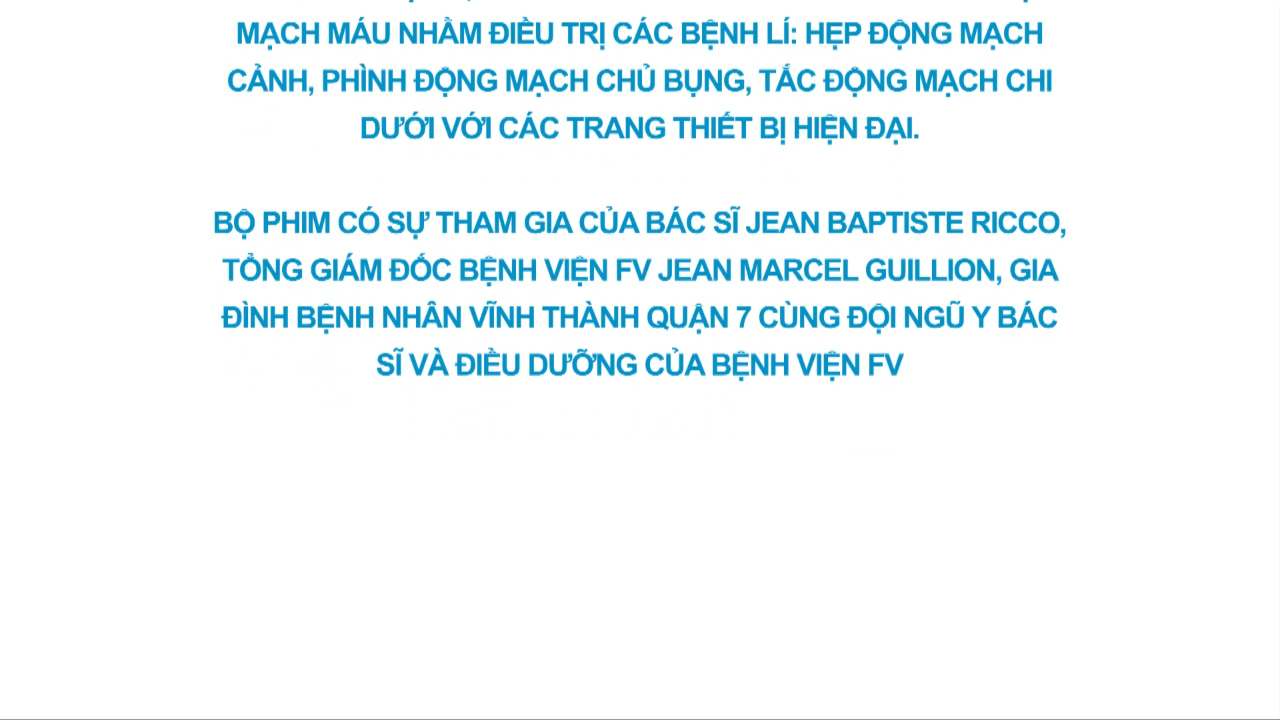 MẠCH MÁU NHẰM ĐIỀU TRỊ CÁC BỆNH LÍ: HẸP ĐỘNG MẠCH
CẢNH, PHÌNH ĐỘNG MẠCH CHỦ BỤNG, TẮC ĐỘNG MẠCH CHI
DƯỚI VỚI CÁC TRANG THIẾT BỊ HIỆN ĐẠI.
BỘ PHIM CÓ SỰ THAM GIA CỦA BÁC SĨ JEAN BAPTISTE RICCO,
TỔNG GIÁM ĐỐC BỆNH VIỆN FV JEAN MARCEL GUILLION, GIA
ĐÌNH BỆNH NHÂN VĨNH THÀNH QUẬN 7 CÙNG ĐỘI NGŨ Y BÁC
SĨ VÀ ĐIỀU DƯỠNG CỦA BỆNH VIỆN FV